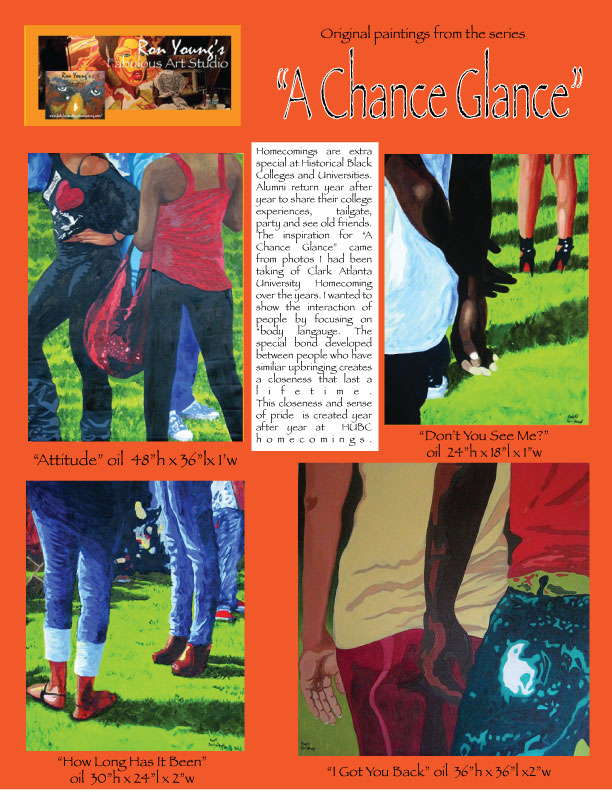 Ron Young's
Fabulous Art Studio
Ron Young's
Original paintings from the series
“A Chance Glance”
Homecomings are extra
special at Historical Black
Colleges and Universities.
Alumni return year after
year to share their college
experiences, tailgate,
party and see old friends.
The inspiration for “A
Chance Glance” came
from photos I had been
taking of Clark Atlanta
University Homecoming
over the years. I wanted to
show the interaction of
people by focusing on
“body langauge. The
special bond developed
between people who have
similiar upbringing creates
a closeness that last a
lifetime.
This closeness and sense
of pride is created year
after year at HUBC
homecomings.
“Attitude” oil 48”h x 36”lx 1’w
“Don’t You See Me?”
oil 24”h x 18”l x 1”w
“How Long Has It Been”
oil 30”h x 24”l x 2”w
“I Got You Back” oil 36”h x 36”l x2”w